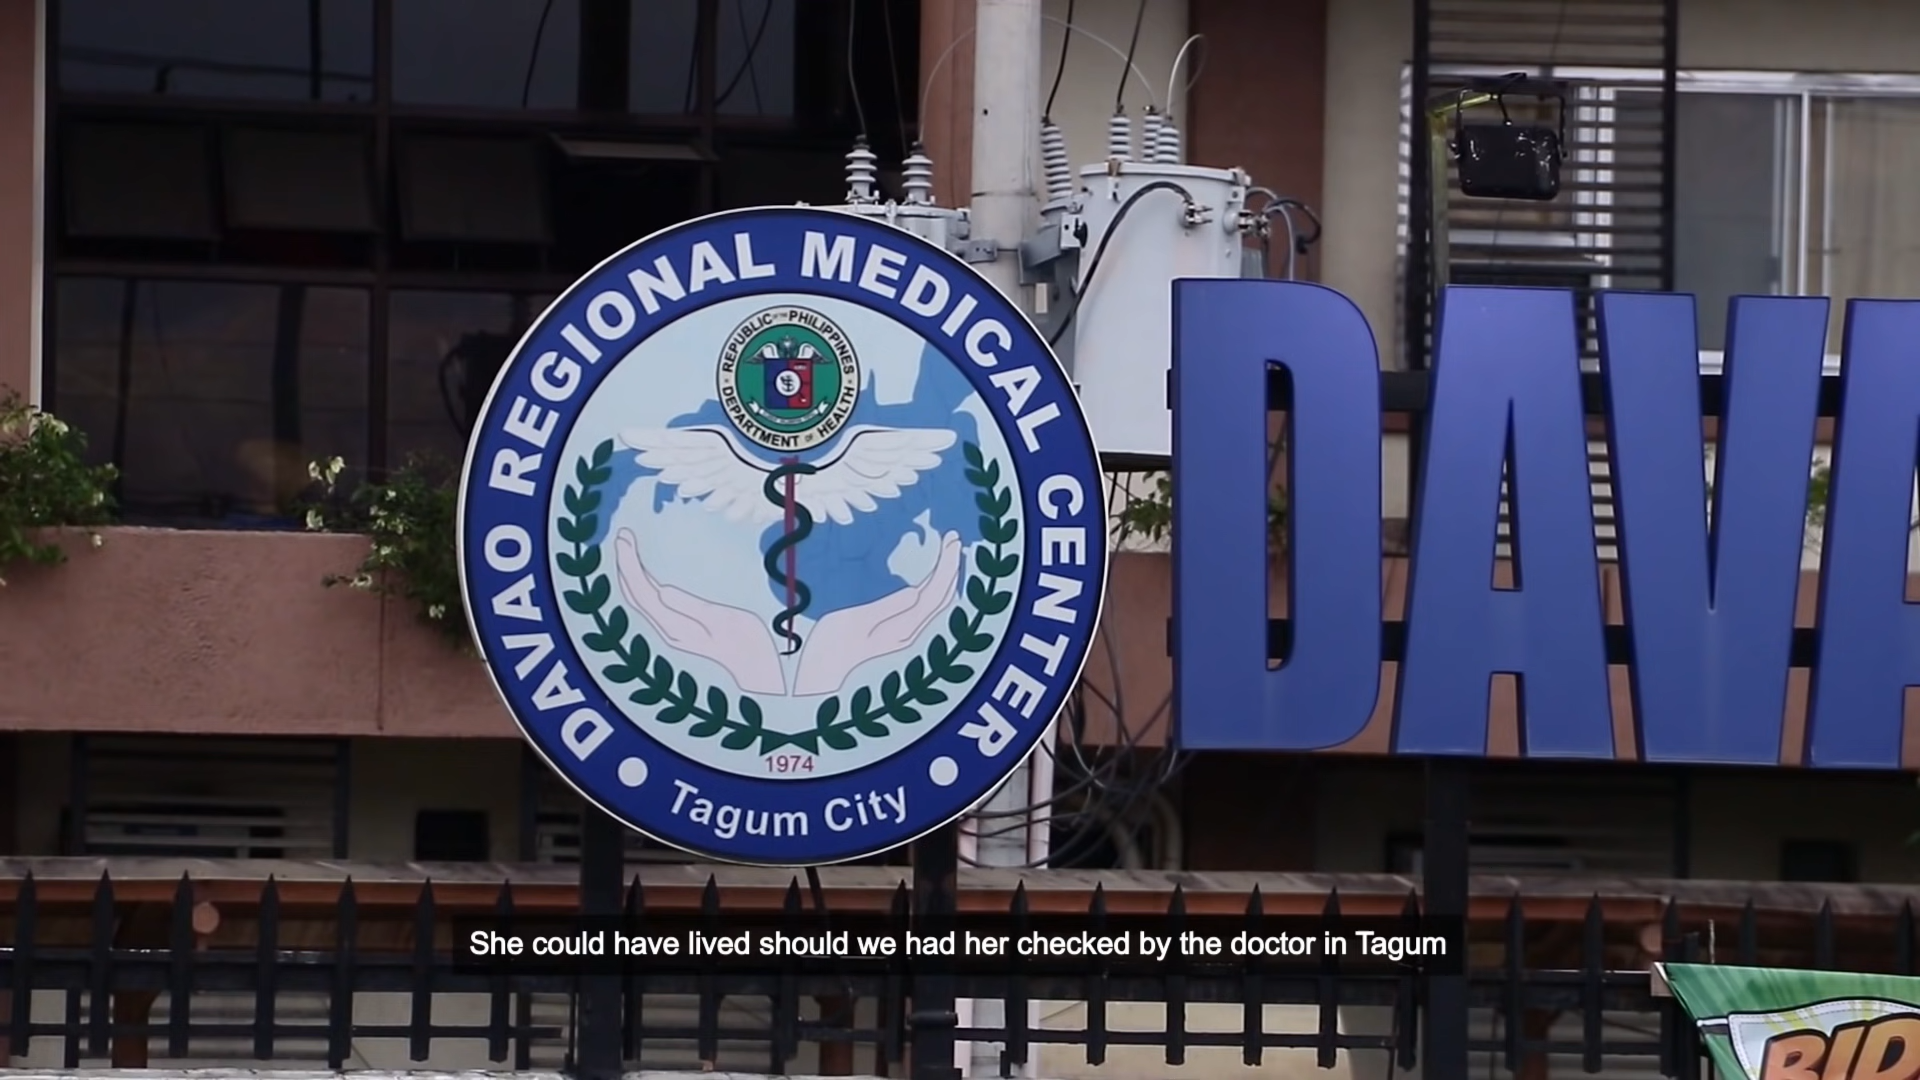 DAVAO REGIONAL MEDICAL CENTER
REPUBLIC OF THE PHILIPPINES
DEPARTMENT OF HEALTH
1974
Tagum City
DAVA
She could have lived should we had her checked by the doctor in Tagum
BID